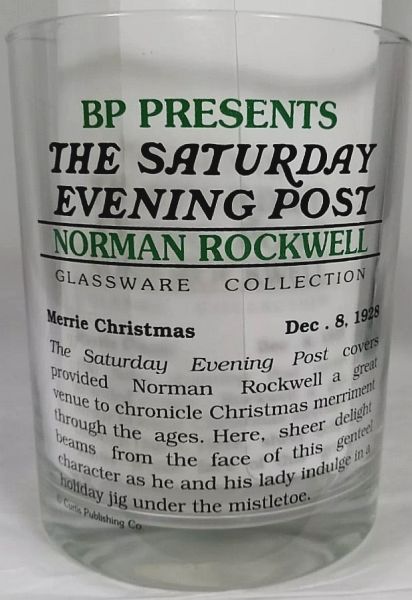 BP PRESENTS
THE SATURDAY
EVENING POST
NORMAN ROCKWELL
GLASSWARE COLLECTION
Merrie Christmas Dec . 8, 1928
The Saturday Evening Post covers
provided Norman Rockwell a great
venue to chronicle Christmas merriment
through the ages. Here, sheer delight
beams from the face of this genteel
character as he and his lady indulge in a
holiday jig under the mistletoe.
© Curtis Publishing Co